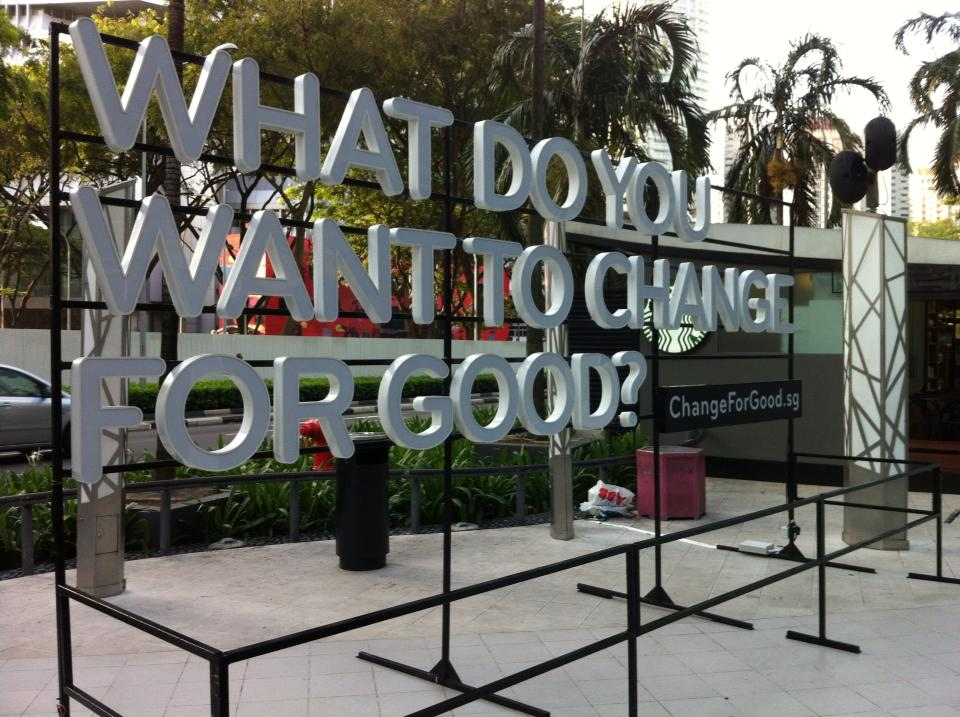 WHAT DO YOU
WANT TO CHANGE
FOR GOOD?
ChangeForGood.sg